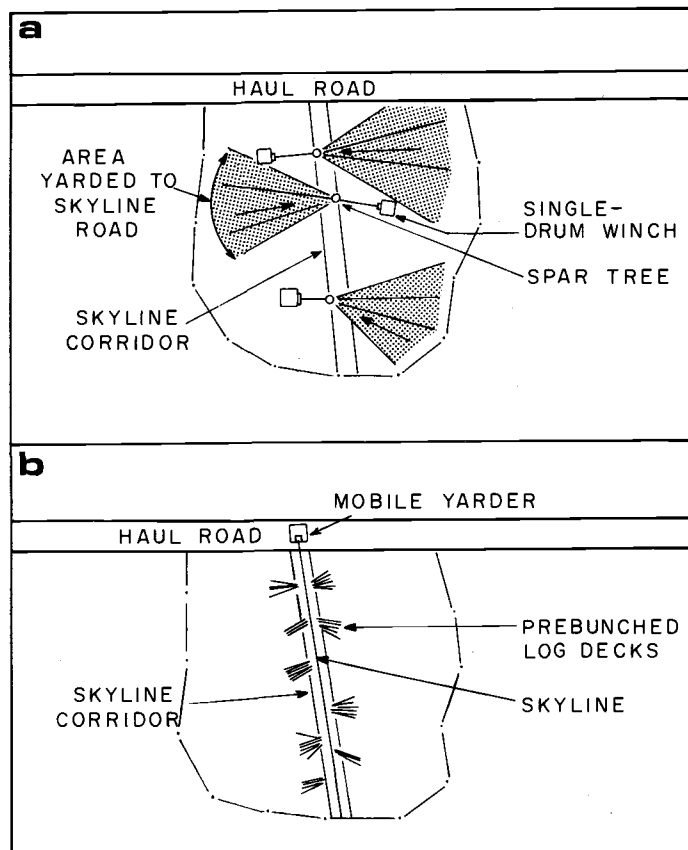 a
HAUL ROAD
AREA
YARDED TO
SKYLINE
ROAD
SINGLE-
DRUM WINCH
SPAR TREE
SKYLINE
CORRIDOR
b
MOBILE YARDER
HAUL ROAD
PREBUNCHED
LOG DECKS
SKYLINE
CORRIDOR
SKYLINE